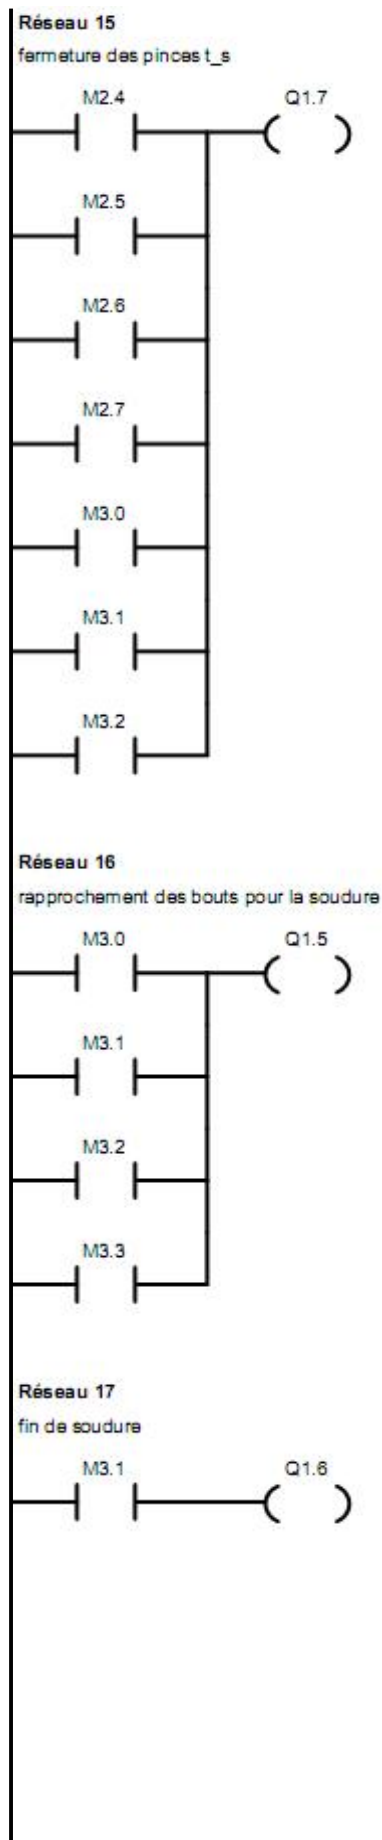 Réseau 15
fermeture des pinces t_s
M2.4 Q1.7
M2.5
M2.6
M2.7
M3.0
M3.1
M3.2
Réseau 16
rapprochement des bouts pour la soudure
M3.0 Q1.5
M3.1
M3.2
M3.3
Réseau 17
fin de soudure
M3.1 Q1.6